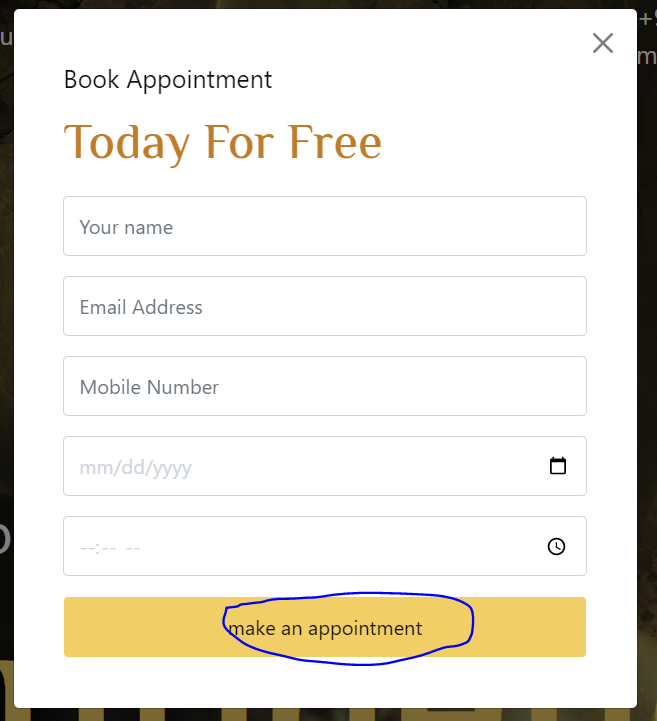 Book Appointment
Today For Free
Your name
Email Address
Mobile Number
mm/dd/yyyy
--:-- --
make an appointment